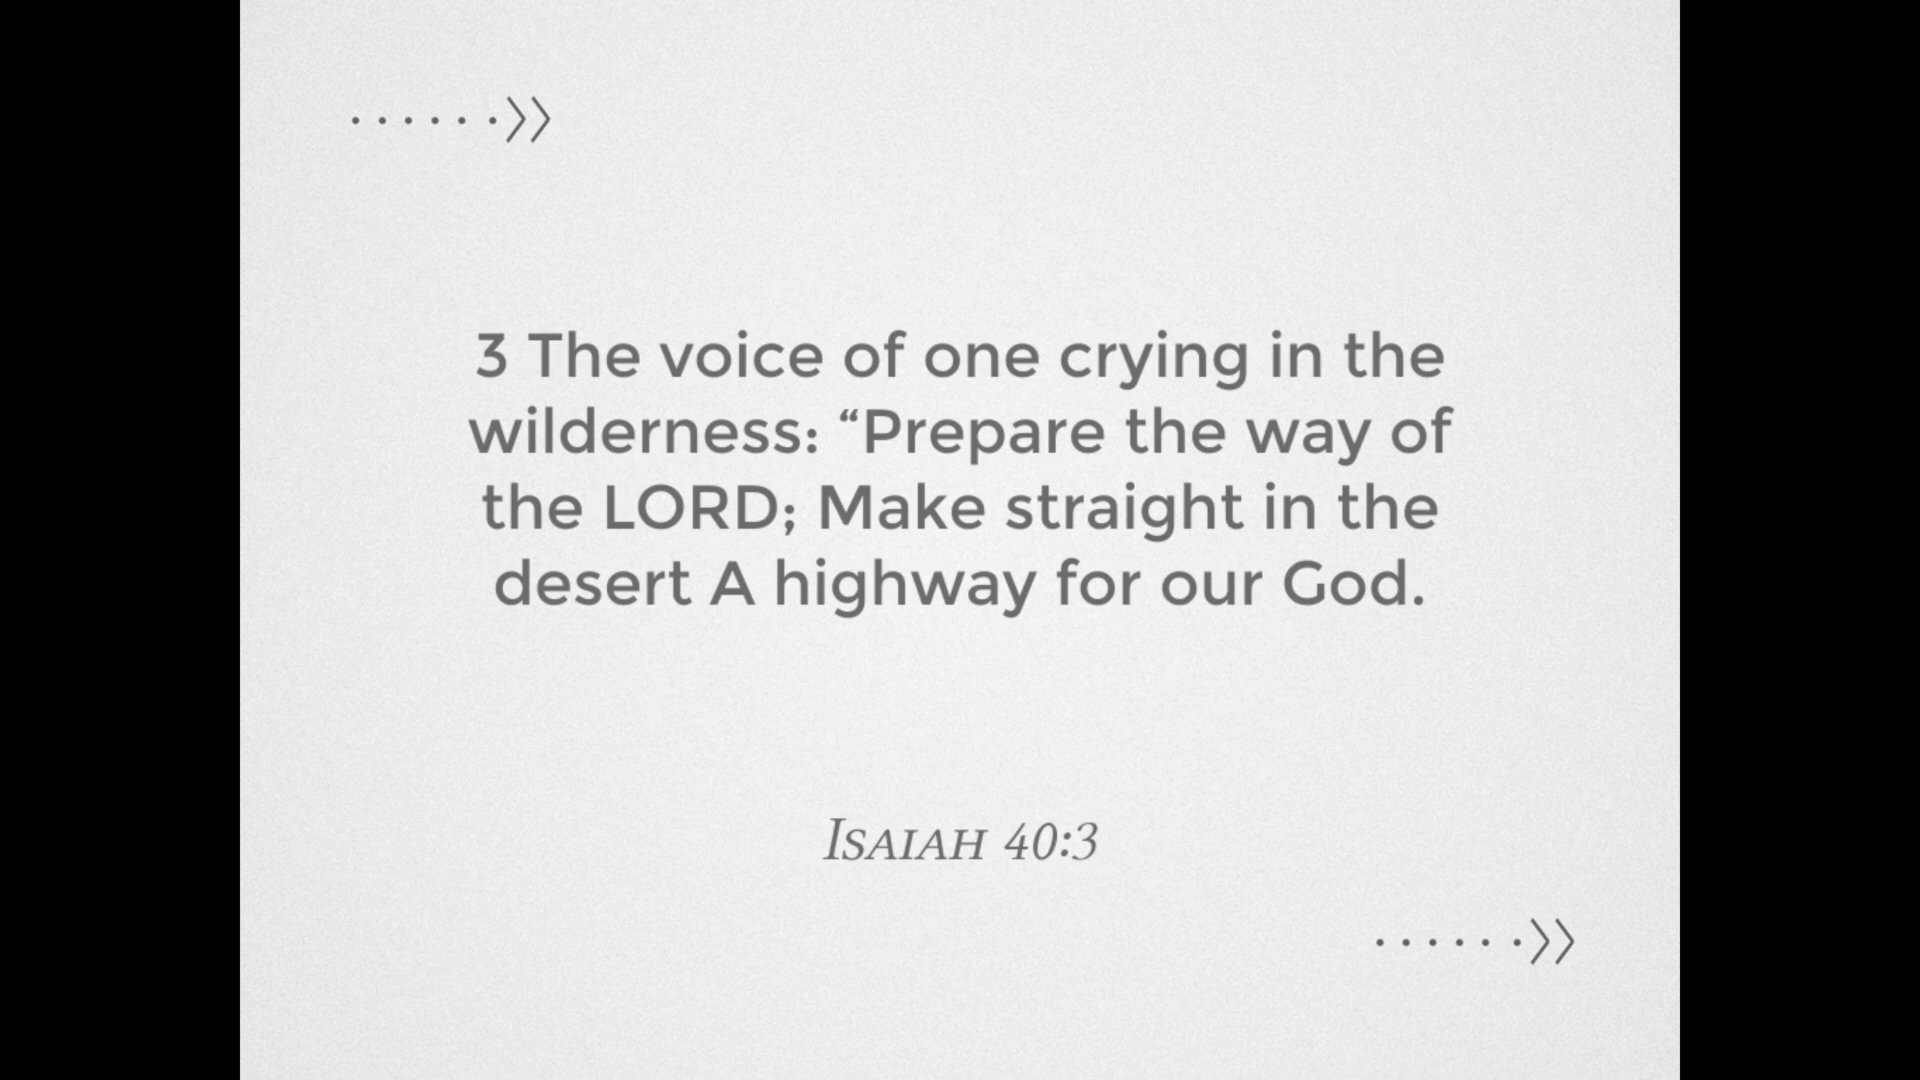 3 The voice of one crying in the
wilderness: “Prepare the way of
the LORD; Make straight in the
desert A highway for our God.
Isaiah 40:3